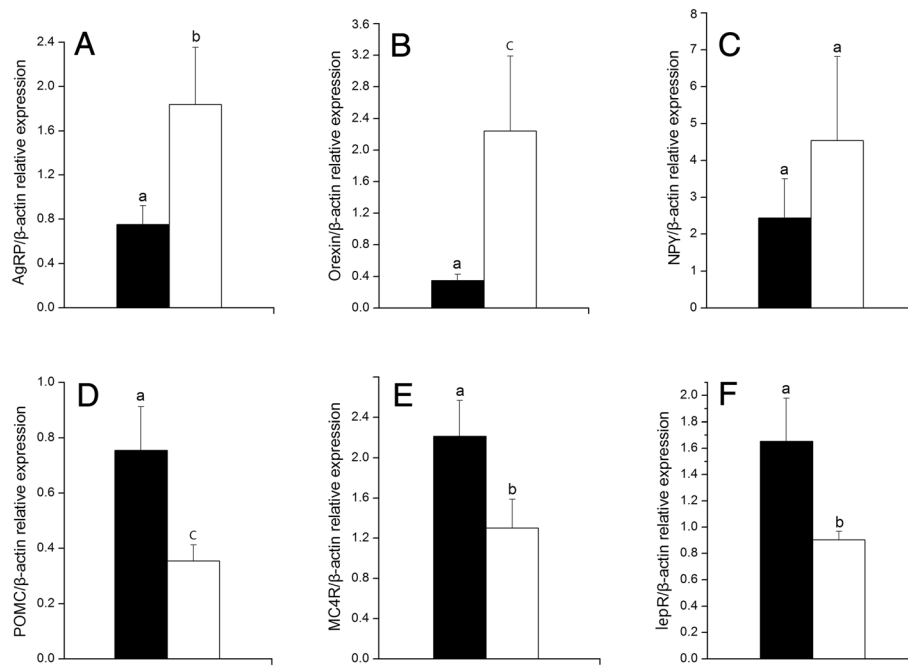 A
AgRP/β-actin relative expression
2.4
2.0
1.6
1.2
0.8
0.4
0.0
a
b
B
Orexin/β-actin relative expression
3.6
3.2
2.8
2.4
2.0
1.6
1.2
0.8
0.4
0.0
a
c
C
NPY/β-actin relative expression
8
7
6
5
4
3
2
1
0
a
a
D
POMC/β-actin relative expression
1.0
0.8
0.6
0.4
0.2
0.0
a
c
E
MC4R/β-actin relative expression
2.4
2.0
1.6
1.2
0.8
0.4
0.0
a
b
F
lepR/β-actin relative expression
2.0
1.8
1.6
1.4
1.2
1.0
0.8
0.6
0.4
0.2
0.0
a
b